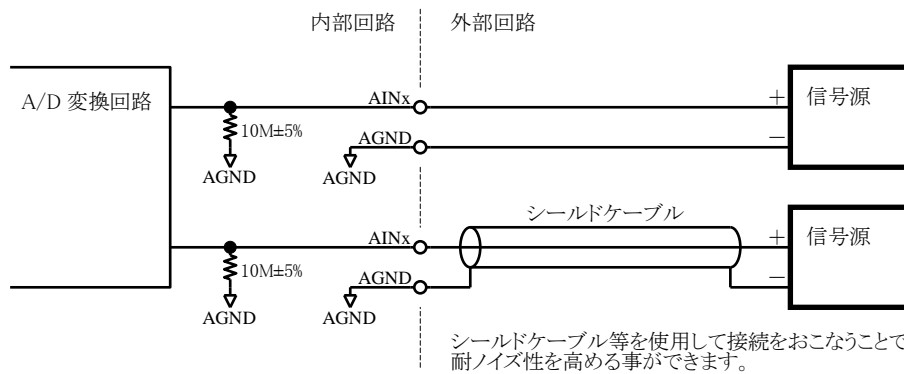 内部回路
外部回路
A/D 変換回路
AINx
+
信号源
10M±5%
AGND
−
AGND
AGND
シールドケーブル
AINx
+
信号源
10M±5%
AGND
−
AGND
AGND
シールドケーブル等を使用して接続をおこなうことで
耐ノイズ性を高める事ができます。